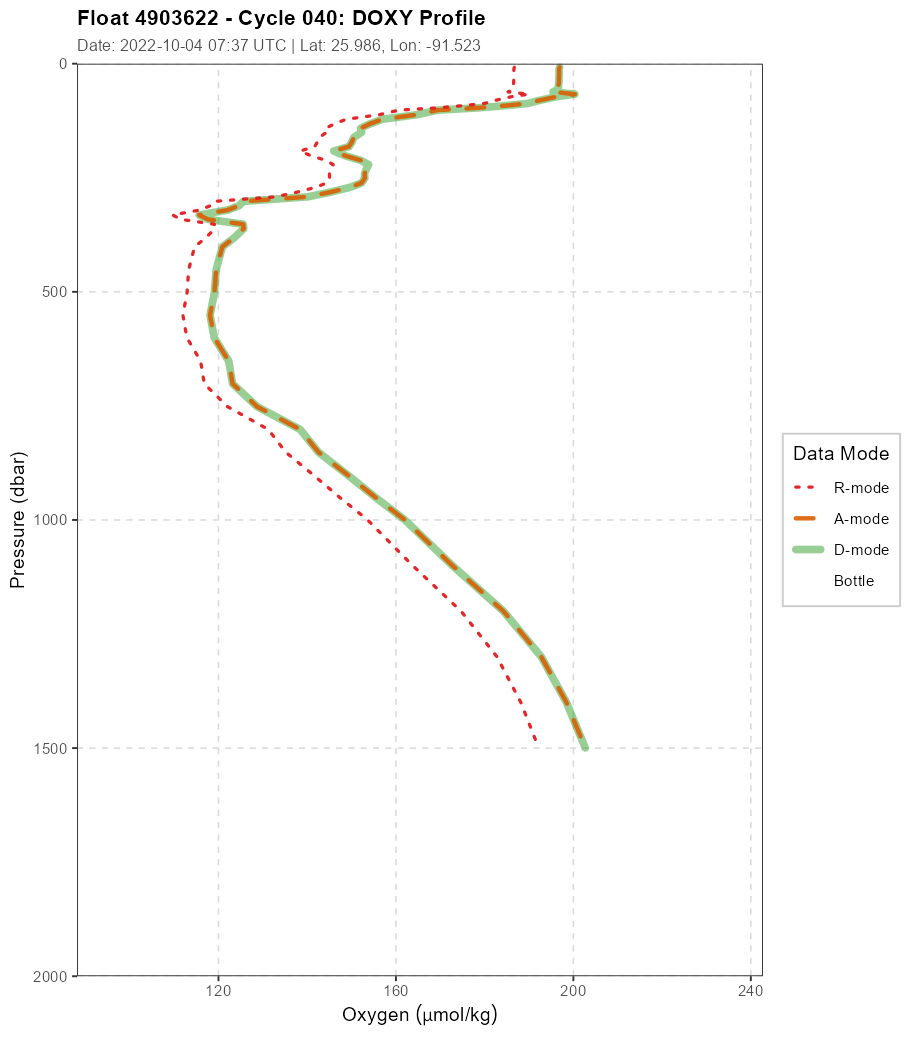 Float 4903622 - Cycle 040: DOXY Profile
Date: 2022-10-04 07:37 UTC | Lat: 25.986, Lon: -91.523
0
500
1000
1500
2000
Pressure (dbar)
120
160
200
240
Oxygen (μmol/kg)
Data Mode
R-mode
A-mode
D-mode
Bottle